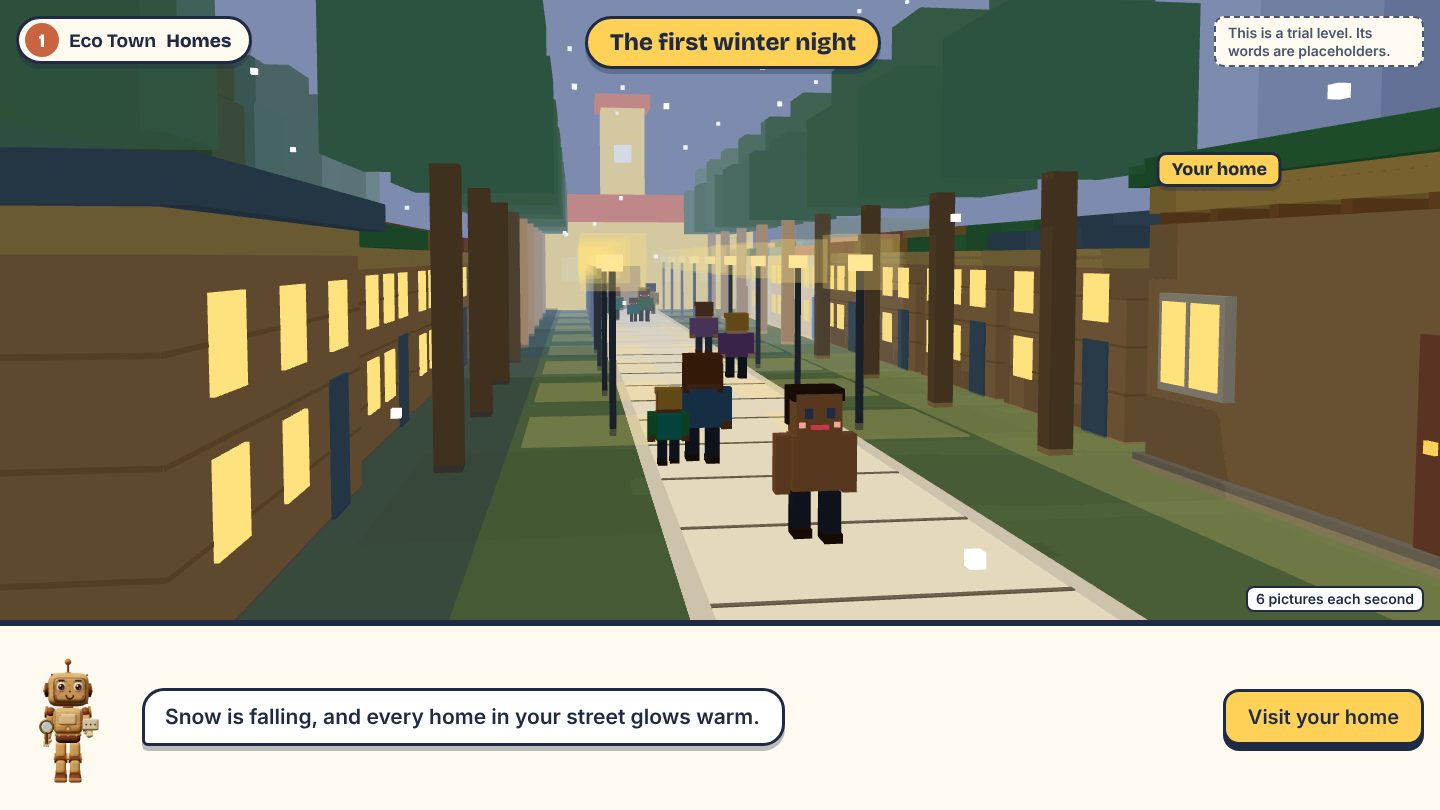 1 Eco Town Homes
The first winter night
This is a trial level. Its
words are placeholders.
Your home
6 pictures each second
Snow is falling, and every home in your street glows warm.
Visit your home